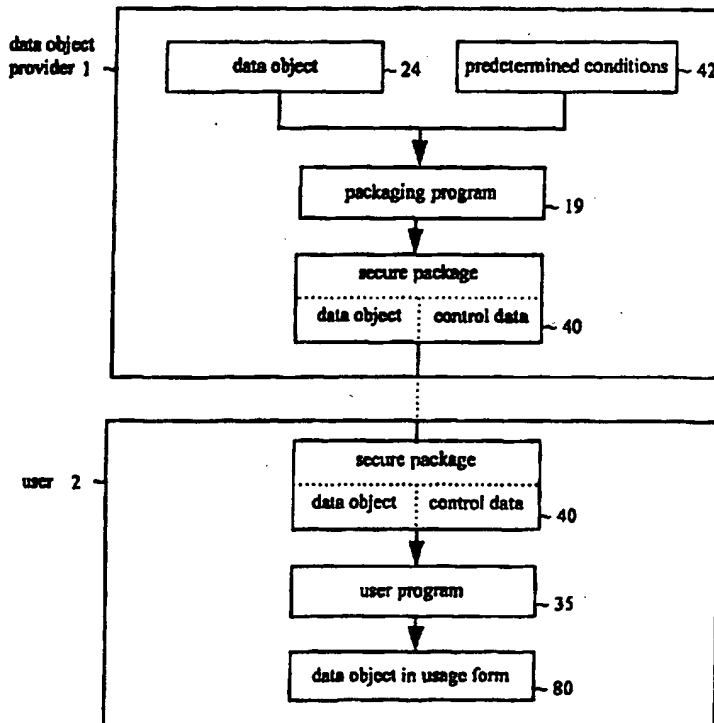 data object
provider 1
data object
24
predetermined conditions
42
packaging program
19
secure package
data object control data
40
user 2
secure package
data object control data
40
user program
35
data object in usage form
80